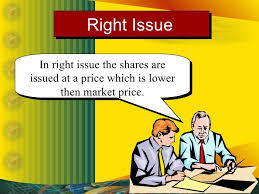 Right Issue
In right issue the shares are
issued at a price which is lower
then market price.